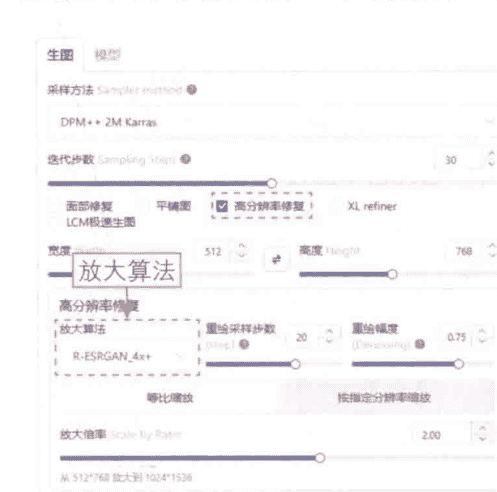 生图 模型
采样方法 Sampler method
DPM++ 2M Karras
迭代步数 Sampling Steps 30
面部修复 平铺图 高分辨率修复 XL refiner
LCM极速生图
宽度 512 高度 Height 768
放大算法
高分辨率修复
放大算法 重绘采样步数 20 重绘幅度 0.75
(Step) (Denoising)
R-ESRGAN_4x+
等比缩放 按指定分辨率缩放
放大倍率 Scale by Ratio 2.00
从 512*768 放大到 1024*1536